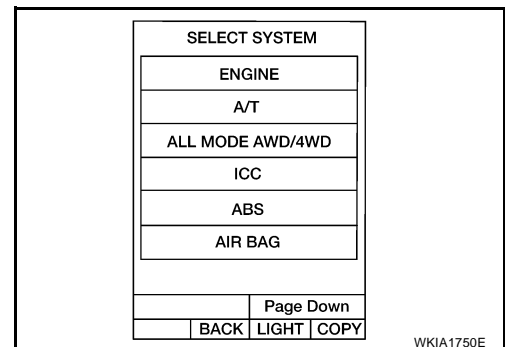 SELECT SYSTEM
ENGINE
A/T
ALL MODE AWD/4WD
ICC
ABS
AIR BAG
Page Down
BACK LIGHT COPY
WKIA1750E